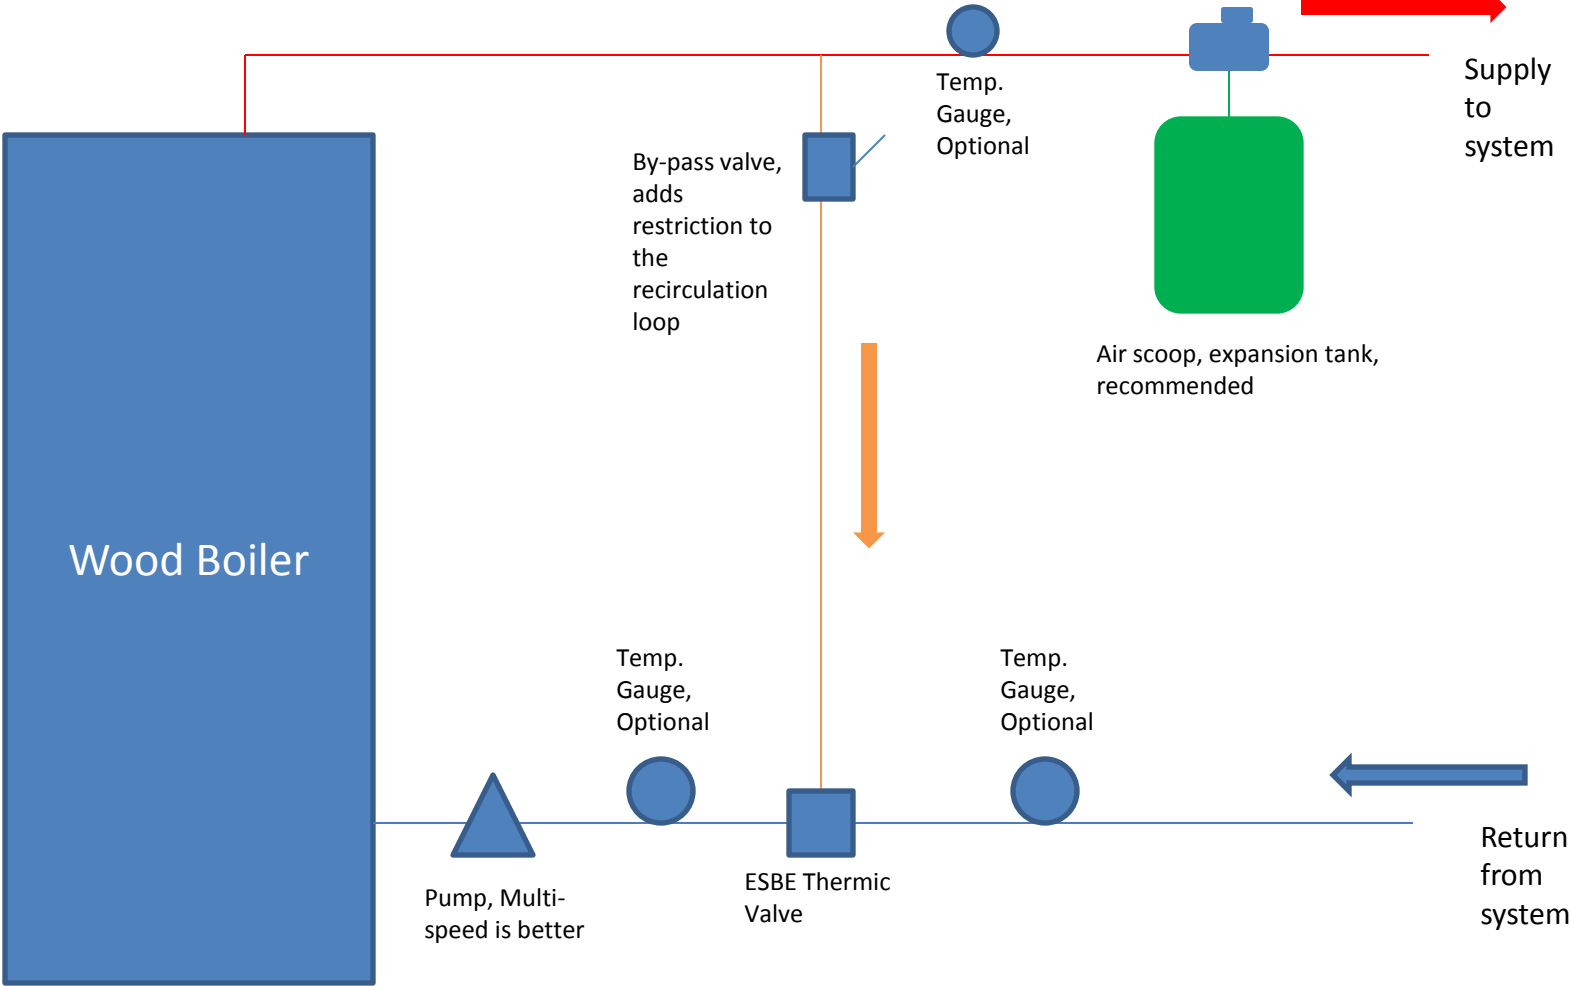 Supply
to
system
Temp.
Gauge,
Optional
By-pass valve,
adds
restriction to
the
recirculation
loop
Air scoop, expansion tank,
recommended
Wood Boiler
Temp.
Gauge,
Optional
Temp.
Gauge,
Optional
Return
from
system
ESBE Thermic
Valve
Pump, Multi-
speed is better